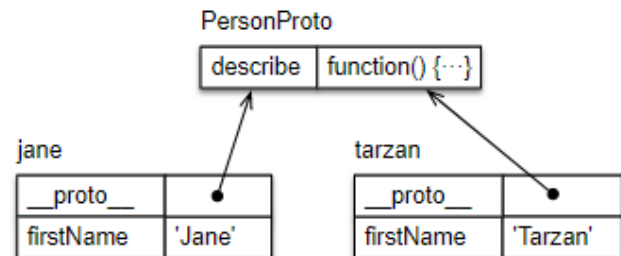 PersonProto
describe function() {···}
jane
__proto__
firstName 'Jane'
tarzan
__proto__
firstName 'Tarzan'